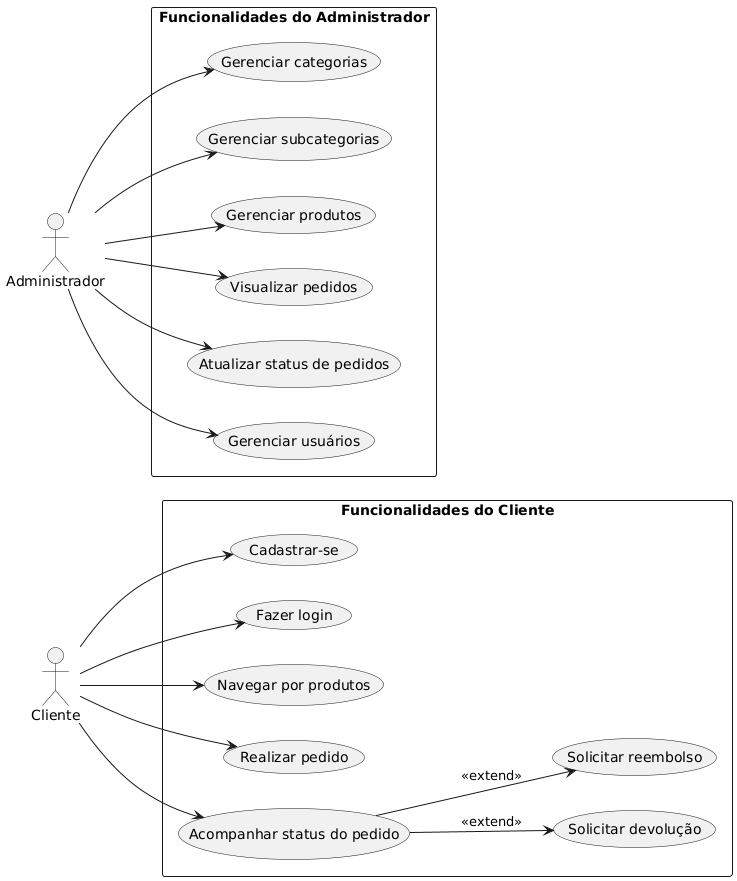 Funcionalidades do Administrador
Gerenciar categorias
Gerenciar subcategorias
Gerenciar produtos
Administrador
Visualizar pedidos
Atualizar status de pedidos
Gerenciar usuários
Funcionalidades do Cliente
Cadastrar-se
Fazer login
Navegar por produtos
Cliente
Realizar pedido
Solicitar reembolso
«extend»
Acompanhar status do pedido
«extend»
Solicitar devolução